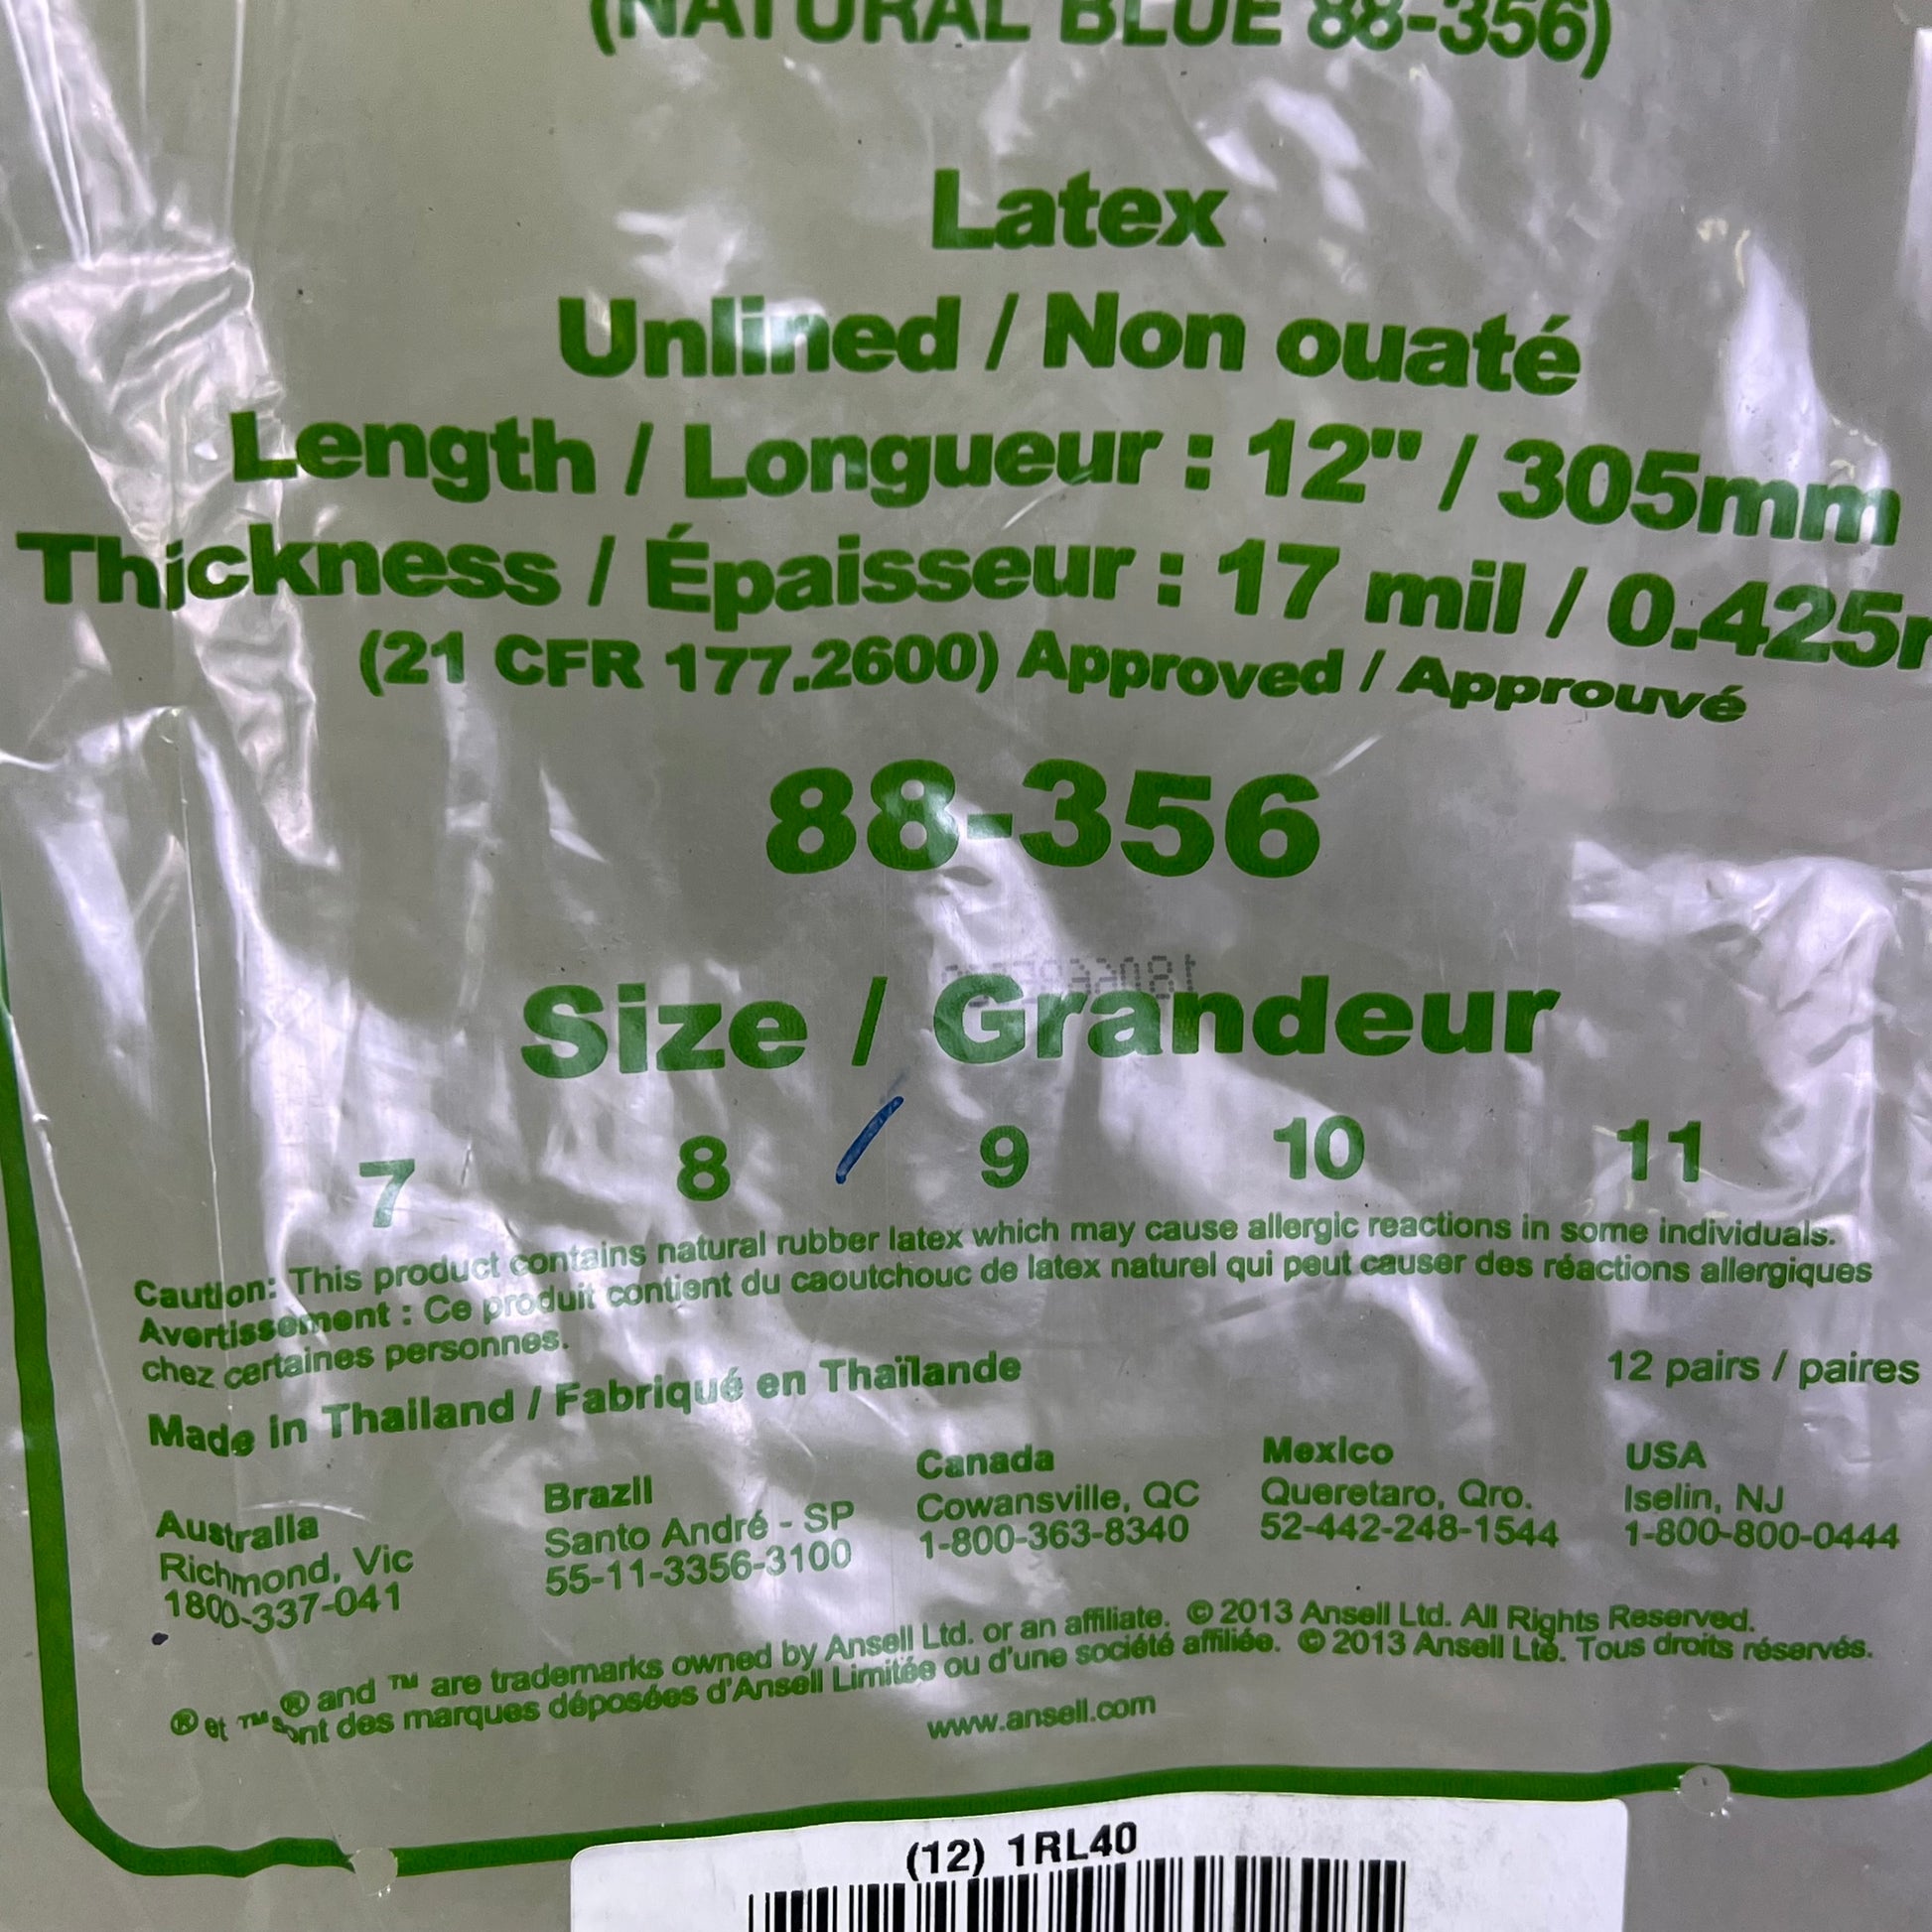 (NATURAL BLUE 88-356)
Latex
Unlined / Non ouaté
Length / Longueur : 12" / 305mm
Thickness / Épaisseur : 17 mil / 0.425m
(21 CFR 177.2600) Approved / Approuvé
88-356
Size / Grandeur
7 8 9 10 11
Caution: This product contains natural rubber latex which may cause allergic reactions in some individuals.
Avertissement : Ce produit contient du caoutchouc de latex naturel qui peut causer des réactions allergiques
chez certaines personnes.
Made in Thailand / Fabriqué en Thaïlande
12 pairs / paires
Australia
Richmond, Vic
1800-337-041
Brazil
Santo André - SP
55-11-3356-3100
Canada
Cowansville, QC
1-800-363-8340
Mexico
Queretaro, Qro.
52-442-248-1544
USA
Iselin, NJ
1-800-800-0444
® and ™ are trademarks owned by Ansell Ltd. or an affiliate. © 2013 Ansell Ltd. All Rights Reserved.
® et ™ sont des marques déposées d'Ansell Limitée ou d'une société affiliée. © 2013 Ansell Lté. Tous droits réservés.
www.ansell.com
(12) 1RL40